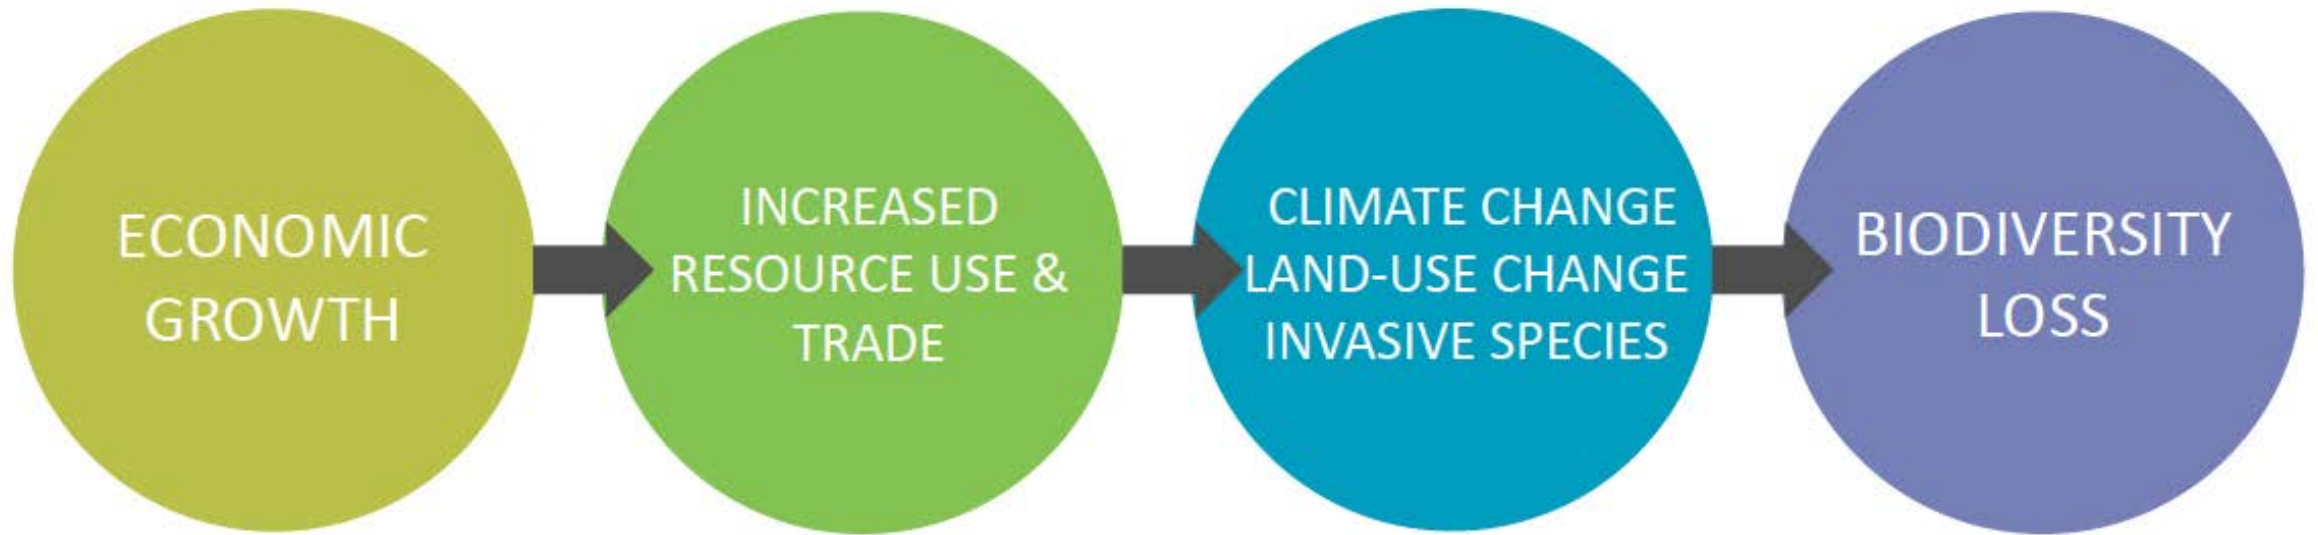 ECONOMIC
GROWTH
INCREASED
RESOURCE USE &
TRADE
CLIMATE CHANGE
LAND-USE CHANGE
INVASIVE SPECIES
BIODIVERSITY
LOSS